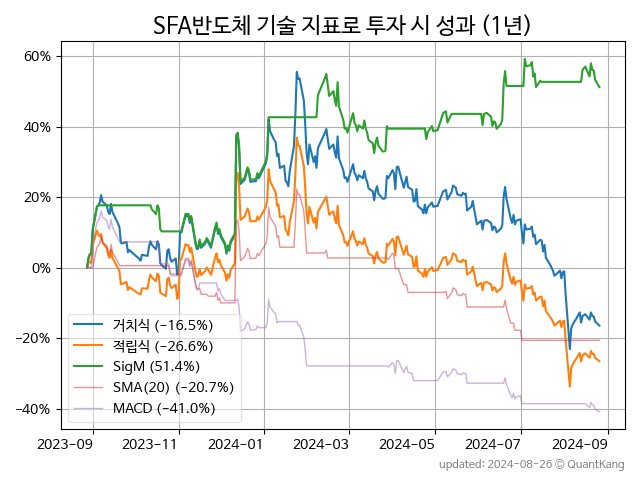 SFA반도체 기술 지표로 투자 시 성과 (1년)
60%
40%
20%
0%
−20%
−40%
거치식 (−16.5%)
적립식 (−26.6%)
SigM (51.4%)
SMA(20) (−20.7%)
MACD (−41.0%)
2023-09 2023-11 2024-01 2024-03 2024-05 2024-07 2024-09
updated: 2024-08-26 © QuantKang